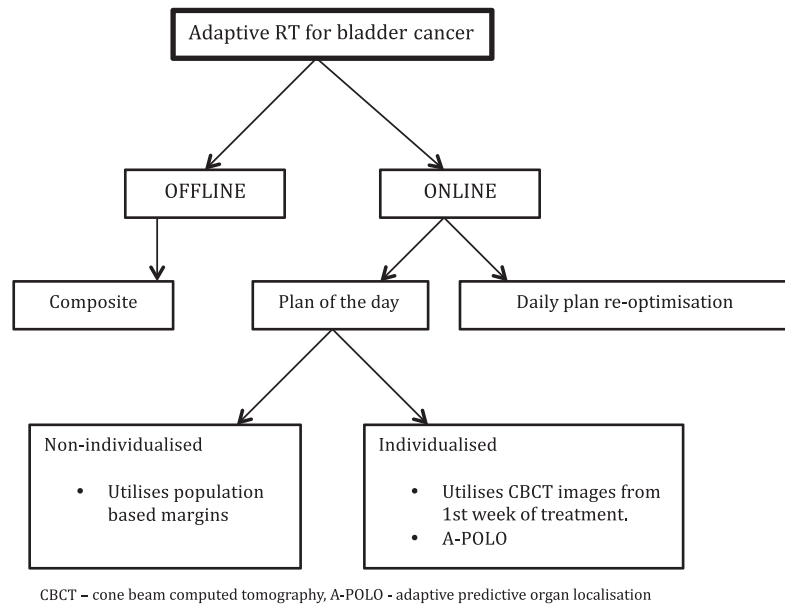 Adaptive RT for bladder cancer
OFFLINE
ONLINE
Composite
Plan of the day
Daily plan re-optimisation
Non-individualised
• Utilises population
based margins
Individualised
• Utilises CBCT images from
1st week of treatment.
• A-POLO
CBCT – cone beam computed tomography, A-POLO - adaptive predictive organ localisation